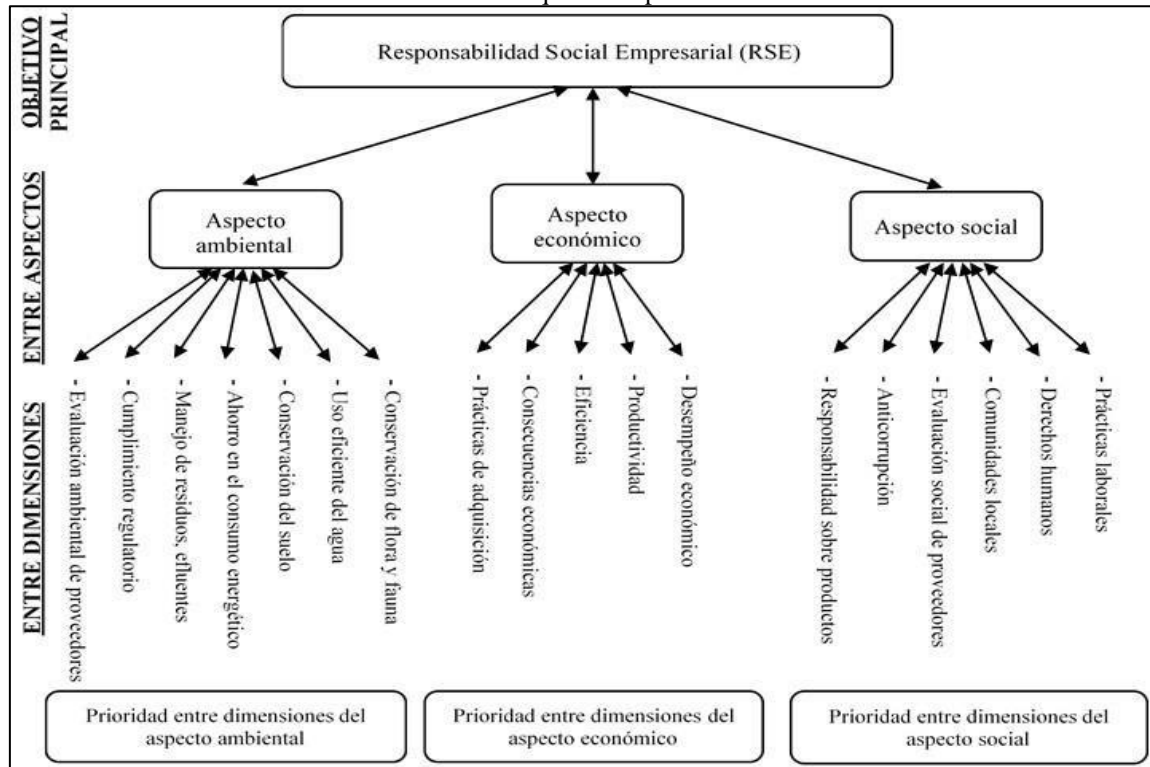 OBJETIVO
PRINCIPAL
Responsabilidad Social Empresarial (RSE)
ENTRE ASPECTOS
Aspecto
ambiental
Aspecto
económico
Aspecto social
ENTRE DIMENSIONES
- Evaluación ambiental de proveedores
- Cumplimiento regulatorio
- Manejo de residuos, efluentes
- Ahorro en el consumo energético
- Conservación del suelo
- Uso eficiente del agua
- Conservación de flora y fauna
- Prácticas de adquisición
- Consecuencias económicas
- Eficiencia
- Productividad
- Desempeño económico
- Responsabilidad sobre productos
- Anticorrupción
- Evaluación social de proveedores
- Comunidades locales
- Derechos humanos
- Prácticas laborales
Prioridad entre dimensiones del
aspecto ambiental
Prioridad entre dimensiones del
aspecto económico
Prioridad entre dimensiones del
aspecto social